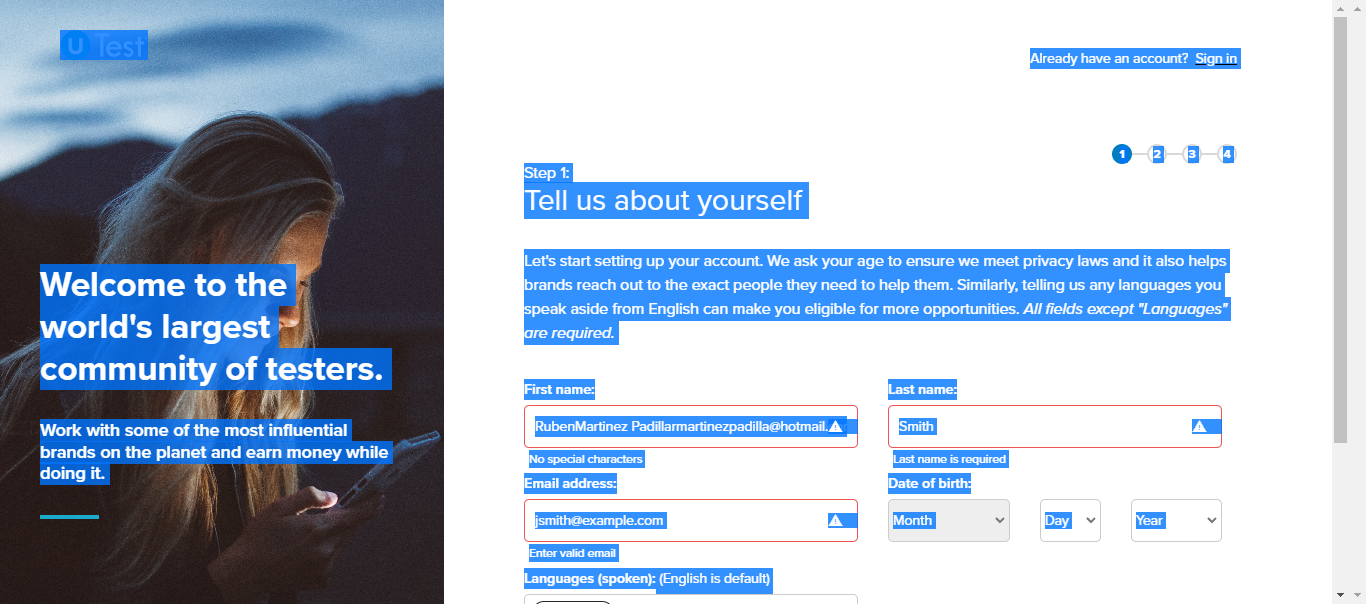 U Test
Already have an account? Sign in
1 2 3 4
Step 1:
Tell us about yourself
Welcome to the
world's largest
community of testers.
Work with some of the most influential
brands on the planet and earn money while
doing it.
Let's start setting up your account. We ask your age to ensure we meet privacy laws and it also helps
brands reach out to the exact people they need to help them. Similarly, telling us any languages you
speak aside from English can make you eligible for more opportunities. All fields except "Languages"
are required.
First name:
Last name:
RubenMartinez Padillarmartinezpadilla@hotmail.
Smith
No special characters
Last name is required
Email address:
Date of birth:
jsmith@example.com
Month
Day
Year
Enter valid email
Languages (spoken): (English is default)